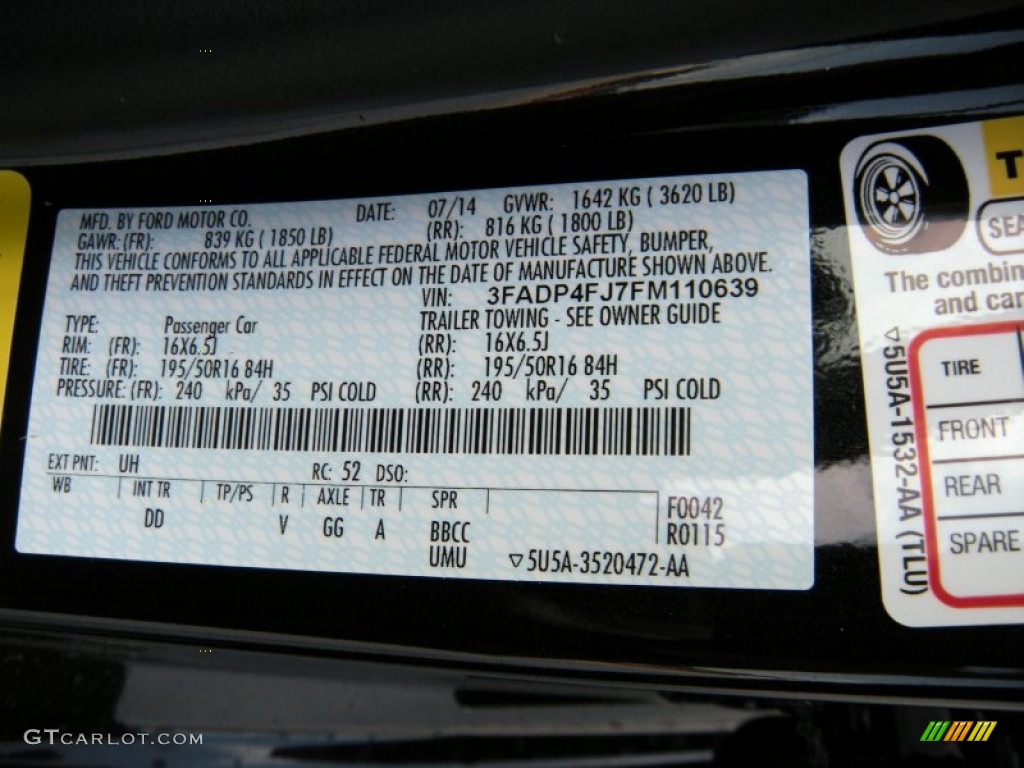 MFD. BY FORD MOTOR CO. DATE: 07/14 GVWR: 1642 KG ( 3620 LB)
GAWR: (FR): 839 KG ( 1850 LB) (RR): 816 KG ( 1800 LB)
THIS VEHICLE CONFORMS TO ALL APPLICABLE FEDERAL MOTOR VEHICLE SAFETY, BUMPER,
AND THEFT PREVENTION STANDARDS IN EFFECT ON THE DATE OF MANUFACTURE SHOWN ABOVE.
VIN: 3FADP4FJ7FM110639
TYPE: Passenger Car TRAILER TOWING - SEE OWNER GUIDE
RIM: (FR): 16X6.5J (RR): 16X6.5J
TIRE: (FR): 195/50R16 84H (RR): 195/50R16 84H
PRESSURE: (FR): 240 kPa/ 35 PSI COLD (RR): 240 kPa/ 35 PSI COLD
EXT PNT: UH RC: 52 DSO:
WB INT TR TP/PS R AXLE TR SPR
DD V GG A BBCC
UMU
F0042
R0115
▽5U5A-3520472-AA
T
SEA
The combin
and car
▽5U5A-1532-AA (TLU)
TIRE
FRONT
REAR
SPARE
GTCARLOT.COM